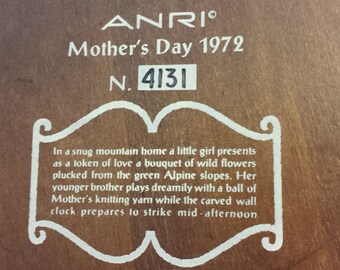 ANRI©
Mother's Day 1972
N. 4131
In a snug mountain home a little girl presents
as a token of love a bouquet of wild flowers
plucked from the green Alpine slopes. Her
younger brother plays dreamily with a ball of
Mother's knitting yarn while the carved wall
clock prepares to strike mid-afternoon